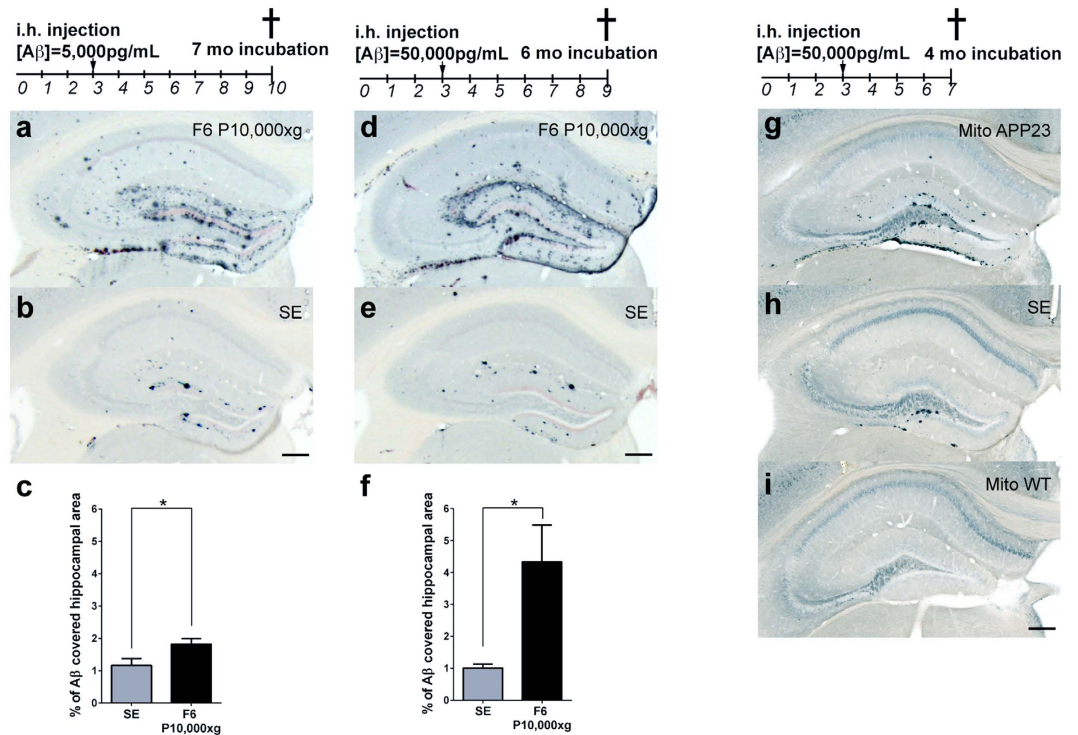 i.h. injection
[Aβ]=5,000pg/mL
7 mo incubation
0 1 2 3 4 5 6 7 8 9 10
i.h. injection
[Aβ]=50,000pg/mL
6 mo incubation
0 1 2 3 4 5 6 7 8 9
i.h. injection
[Aβ]=50,000pg/mL
4 mo incubation
0 1 2 3 4 5 6 7
a
F6 P10,000xg
b
SE
c
% of Aβ covered hippocampal area
6
5
4
3
2
1
0
*
SE
F6
P10,000xg
d
F6 P10,000xg
e
SE
f
% of Aβ covered hippocampal area
6
5
4
3
2
1
0
*
SE
F6
P10,000xg
g
Mito APP23
h
SE
i
Mito WT